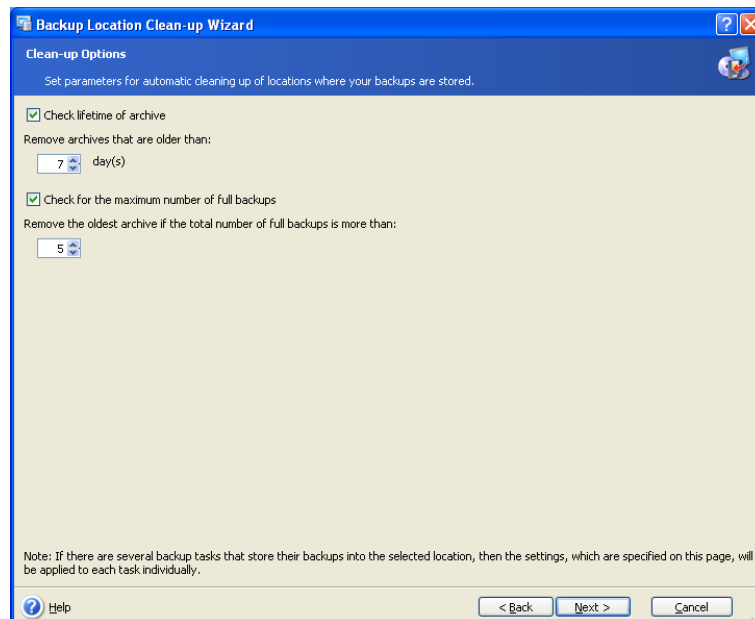 Backup Location Clean-up Wizard
Clean-up Options
Set parameters for automatic cleaning up of locations where your backups are stored.
Check lifetime of archive
Remove archives that are older than:
7 day(s)
Check for the maximum number of full backups
Remove the oldest archive if the total number of full backups is more than:
5
Note: If there are several backup tasks that store their backups into the selected location, then the settings, which are specified on this page, will
be applied to each task individually.
Help < Back Next > Cancel